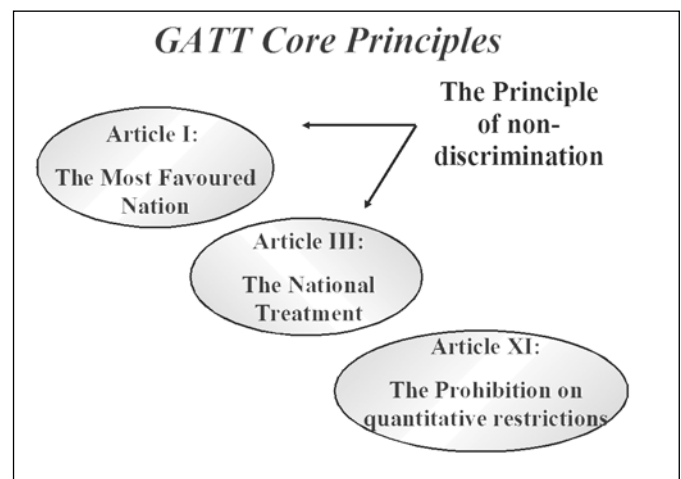 GATT Core Principles
The Principle
of non-
discrimination
Article I:
The Most Favoured
Nation
Article III:
The National
Treatment
Article XI:
The Prohibition on
quantitative restrictions